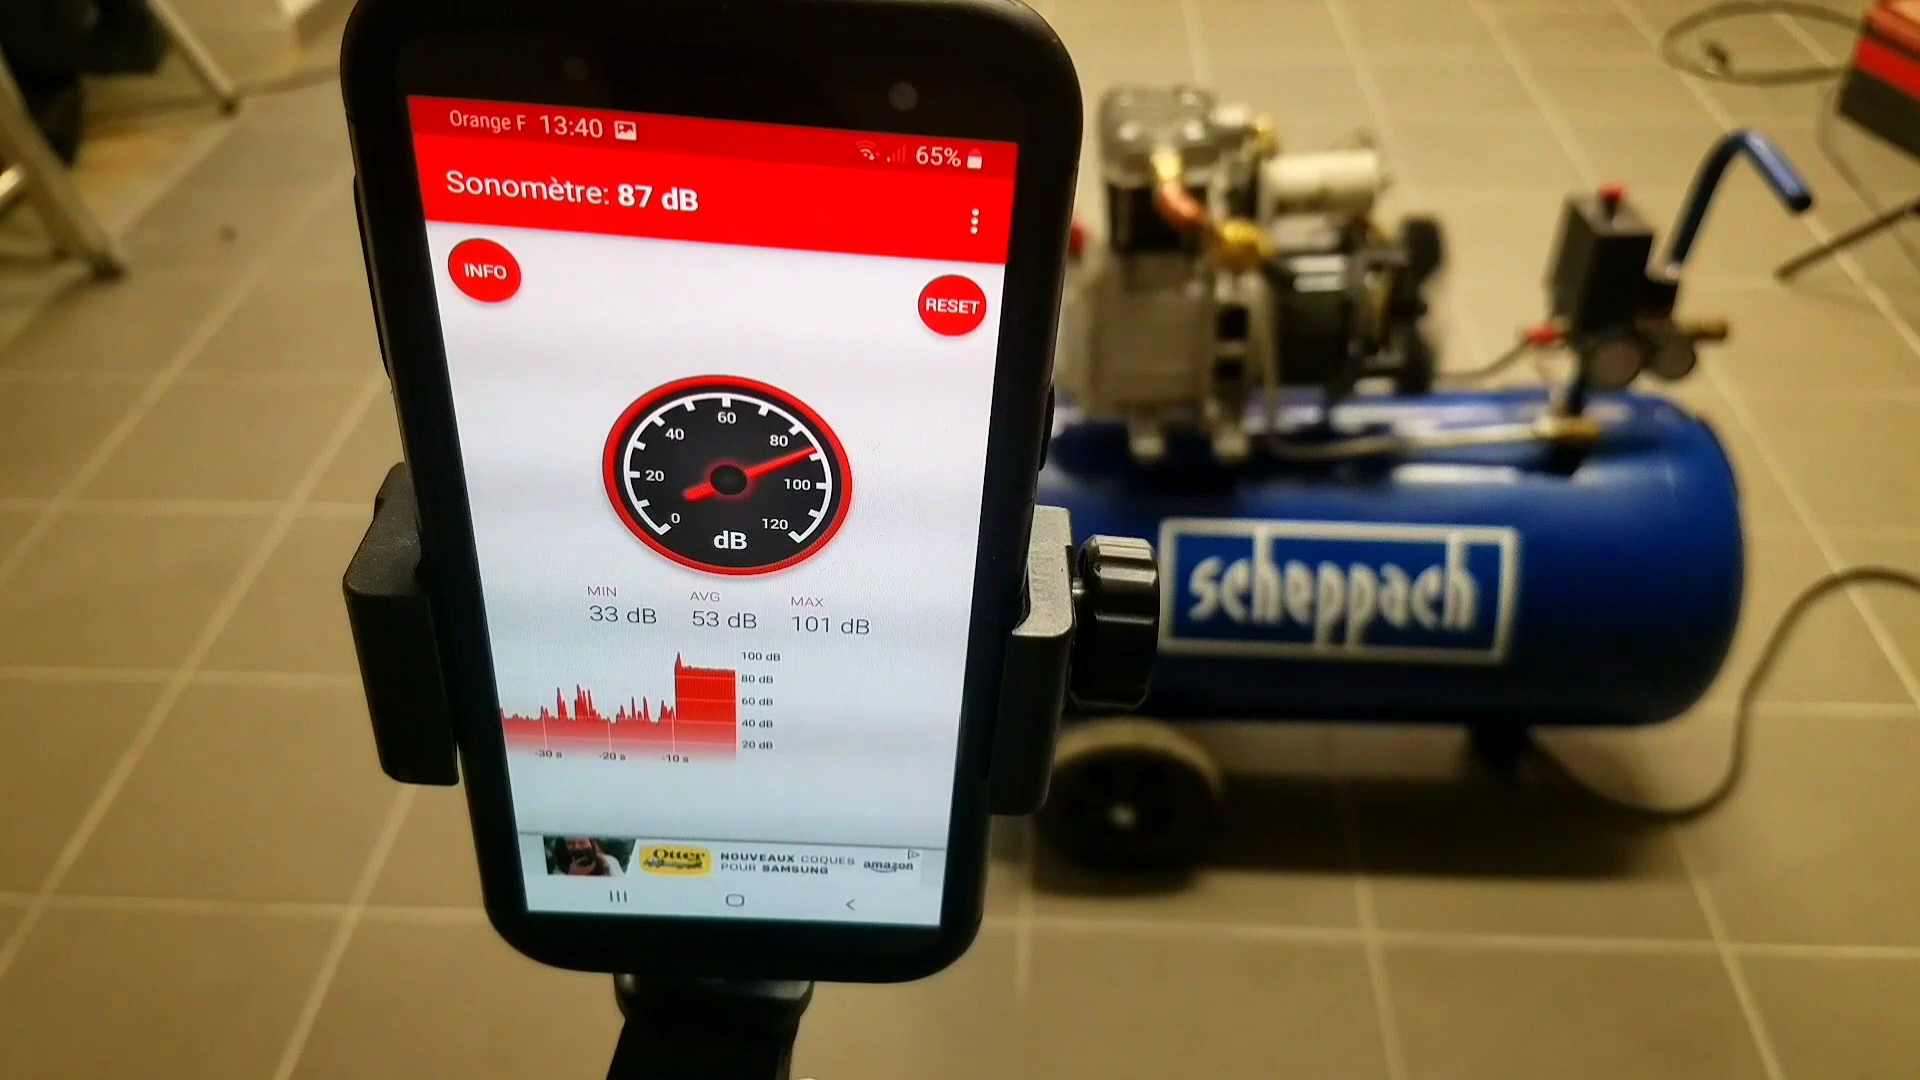 Orange F 13:40
65%
Sonomètre: 87 dB
INFO
RESET
0
20
40
60
80
100
120
dB
MIN
33 dB
AVG
53 dB
MAX
101 dB
100 dB
80 dB
60 dB
40 dB
20 dB
-30 s
-20 s
-10 s
Otter
NOUVEAUX COQUES
POUR SAMSUNG
amazon
scheppach